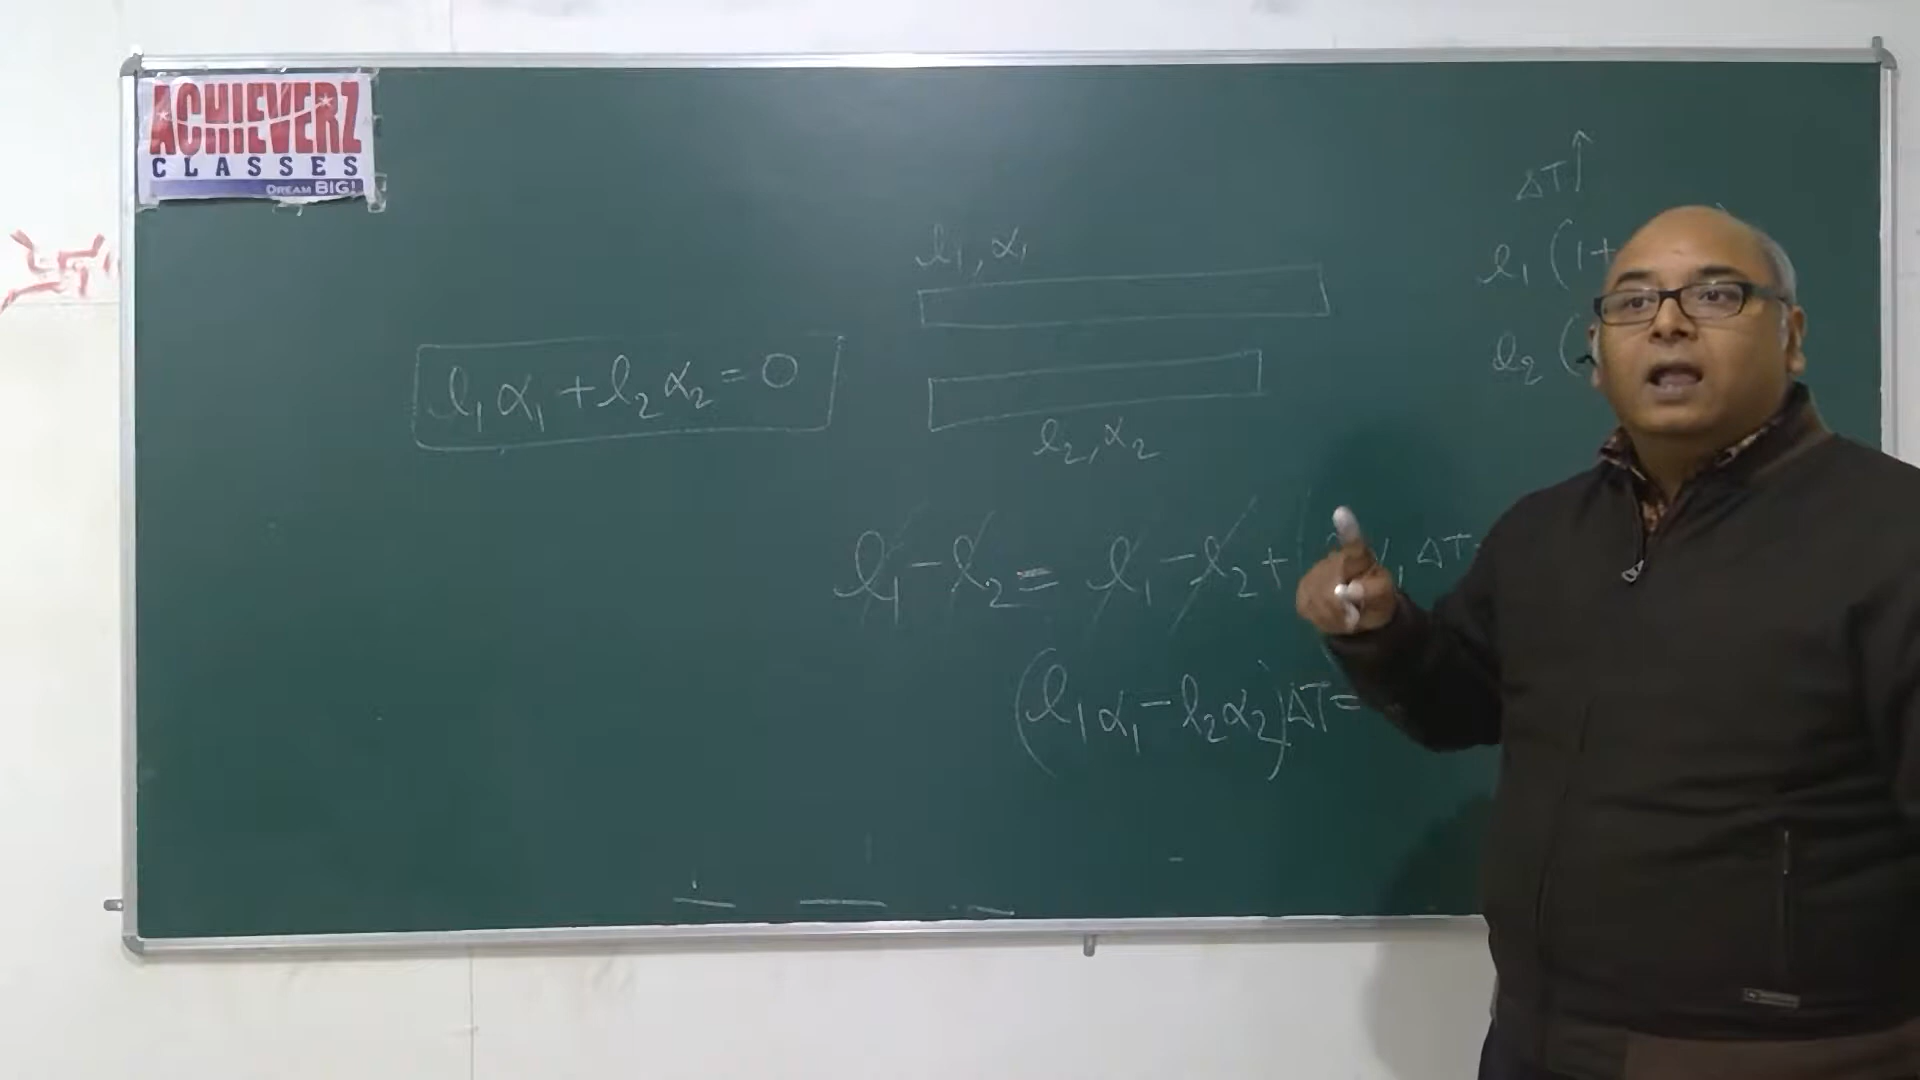 ACHIEVERZ
CLASSES
DREAM BIG!
ΔT↑
l₁, α₁
l₁ (1+
l₁α₁ + l₂α₂ = 0
l₂ (
l₂, α₂
l₁ - l₂ = l₁ - l₂ + ΔT
(l₁α₁ - l₂α₂)ΔT =